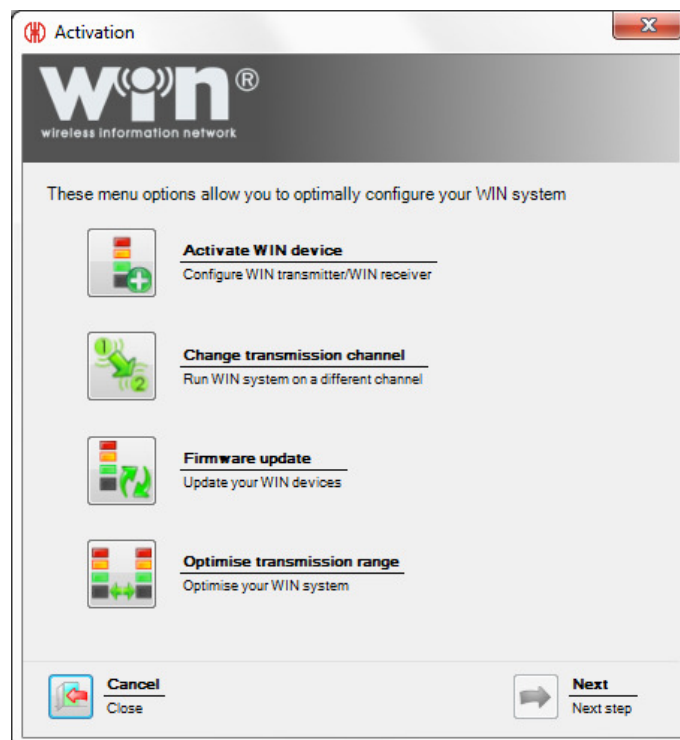 Activation
WIN®
wireless information network
These menu options allow you to optimally configure your WIN system
Activate WIN device
Configure WIN transmitter/WIN receiver
1
2
Change transmission channel
Run WIN system on a different channel
Firmware update
Update your WIN devices
Optimise transmission range
Optimise your WIN system
Cancel
Close
Next
Next step